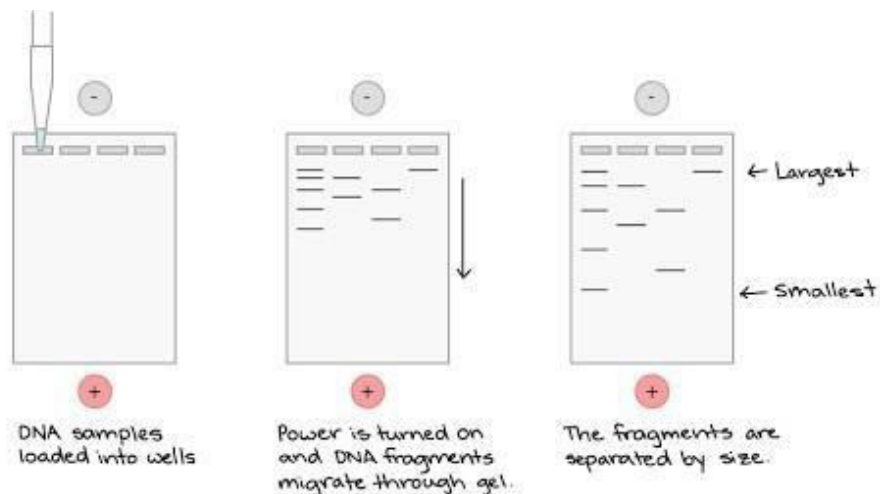 -
-
-
← Largest
← Smallest
+
+
+
DNA samples
loaded into wells
Power is turned on
and DNA fragments
migrate through gel.
The fragments are
separated by size.